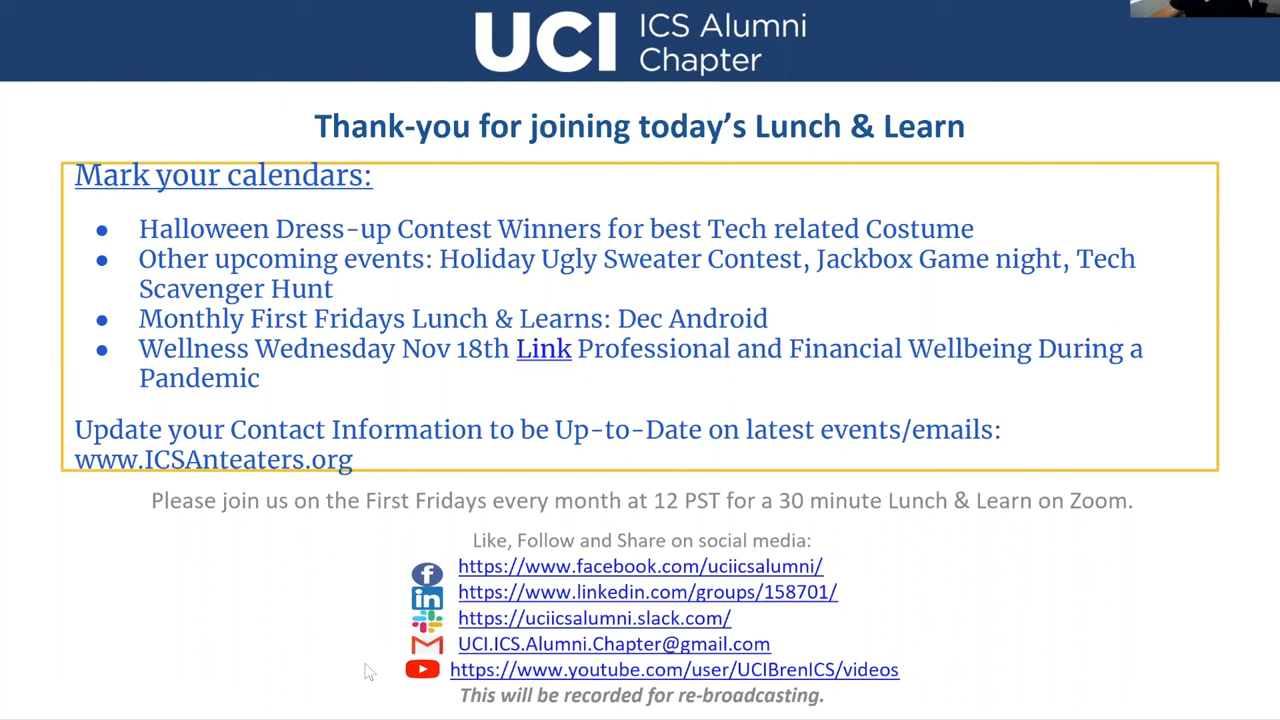 UCI ICS Alumni
Chapter
Thank-you for joining today's Lunch & Learn
Mark your calendars:
● Halloween Dress-up Contest Winners for best Tech related Costume
● Other upcoming events: Holiday Ugly Sweater Contest, Jackbox Game night, Tech
Scavenger Hunt
● Monthly First Fridays Lunch & Learns: Dec Android
● Wellness Wednesday Nov 18th Link Professional and Financial Wellbeing During a
Pandemic
Update your Contact Information to be Up-to-Date on latest events/emails:
www.ICSAnteaters.org
Please join us on the First Fridays every month at 12 PST for a 30 minute Lunch & Learn on Zoom.
Like, Follow and Share on social media:
https://www.facebook.com/uciicsalumni/
https://www.linkedin.com/groups/158701/
https://uciicsalumni.slack.com/
UCI.ICS.Alumni.Chapter@gmail.com
https://www.youtube.com/user/UCIBrenICS/videos
This will be recorded for re-broadcasting.